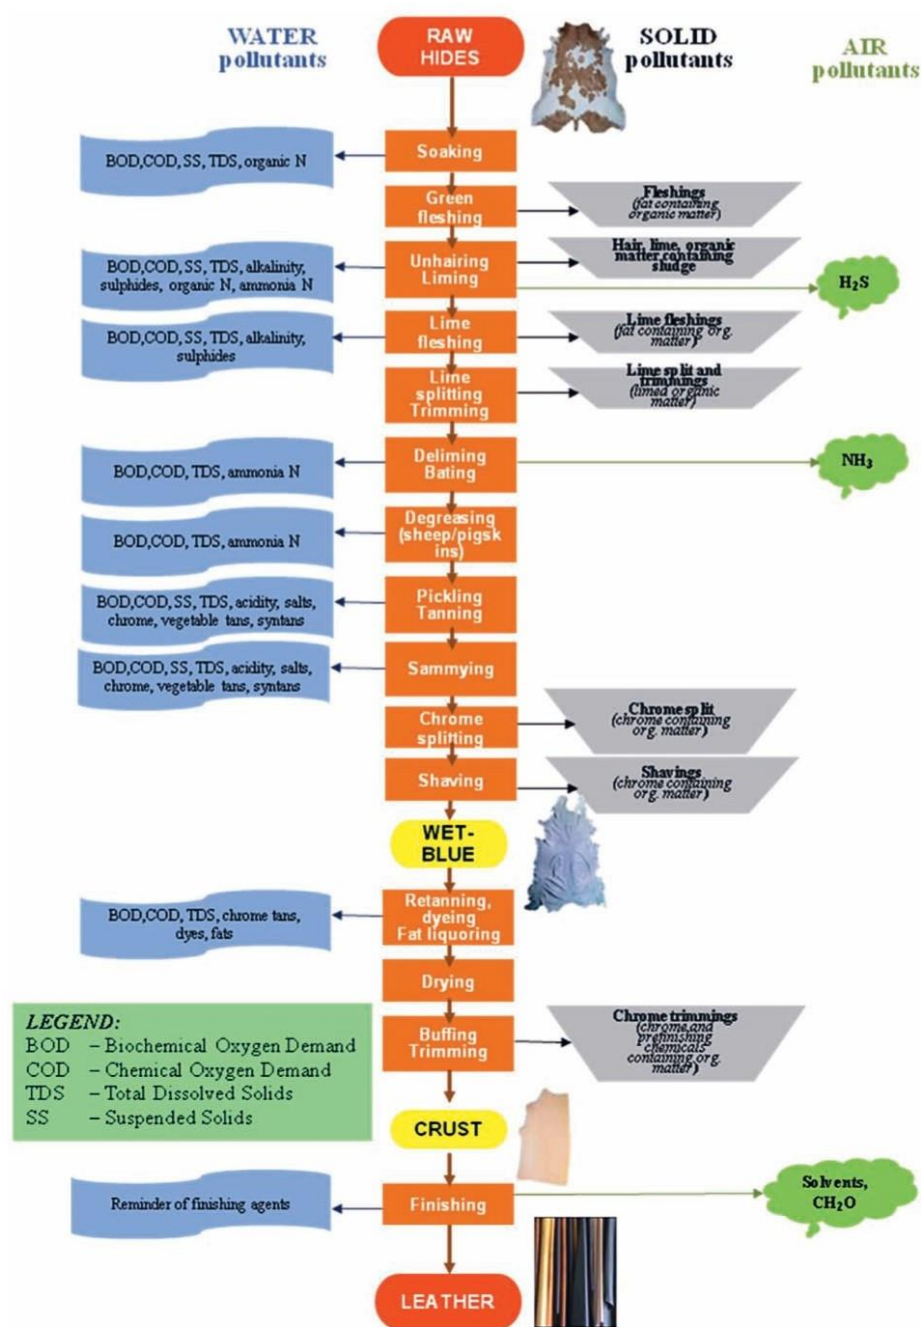 WATER
pollutants
RAW
HIDES
SOLID
pollutants
AIR
pollutants
BOD,COD, SS, TDS, organic N
Soaking
Green
fleshing
Fleshings
(fat containing
organic matter)
BOD,COD, SS, TDS, alkalinity,
sulphides, organic N, ammonia N
Unhairing
Liming
Hair, lime, organic
matter containing
sludge
H₂S
BOD,COD, SS, TDS, alkalinity,
sulphides
Lime
fleshing
Lime fleshings
(fat containing org.
matter)
Lime
splitting
Trimming
Lime split and
trimmings
(limed organic
matter)
BOD,COD, TDS, ammonia N
Deliming
Bating
NH₃
BOD,COD, TDS, ammonia N
Degreasing
(sheep/pigsk
ins)
BOD,COD, SS, TDS, acidity, salts,
chrome, vegetable tans, syntans
Pickling
Tanning
BOD,COD, SS, TDS, acidity, salts,
chrome, vegetable tans, syntans
Sammying
Chrome
splitting
Chrome split
(chrome containing
org. matter)
Shaving
Shavings
(chrome containing
org. matter)
WET-
BLUE
BOD,COD, TDS, chrome tans,
dyes, fats
Retanning,
dyeing
Fat liquoring
Drying
Buffing
Trimming
Chrome trimmings
(chrome and
prefinishing
chemicals
containing org.
matter)
LEGEND:
BOD – Biochemical Oxygen Demand
COD – Chemical Oxygen Demand
TDS – Total Dissolved Solids
SS – Suspended Solids
CRUST
Reminder of finishing agents
Finishing
Solvents,
CH₂O
LEATHER